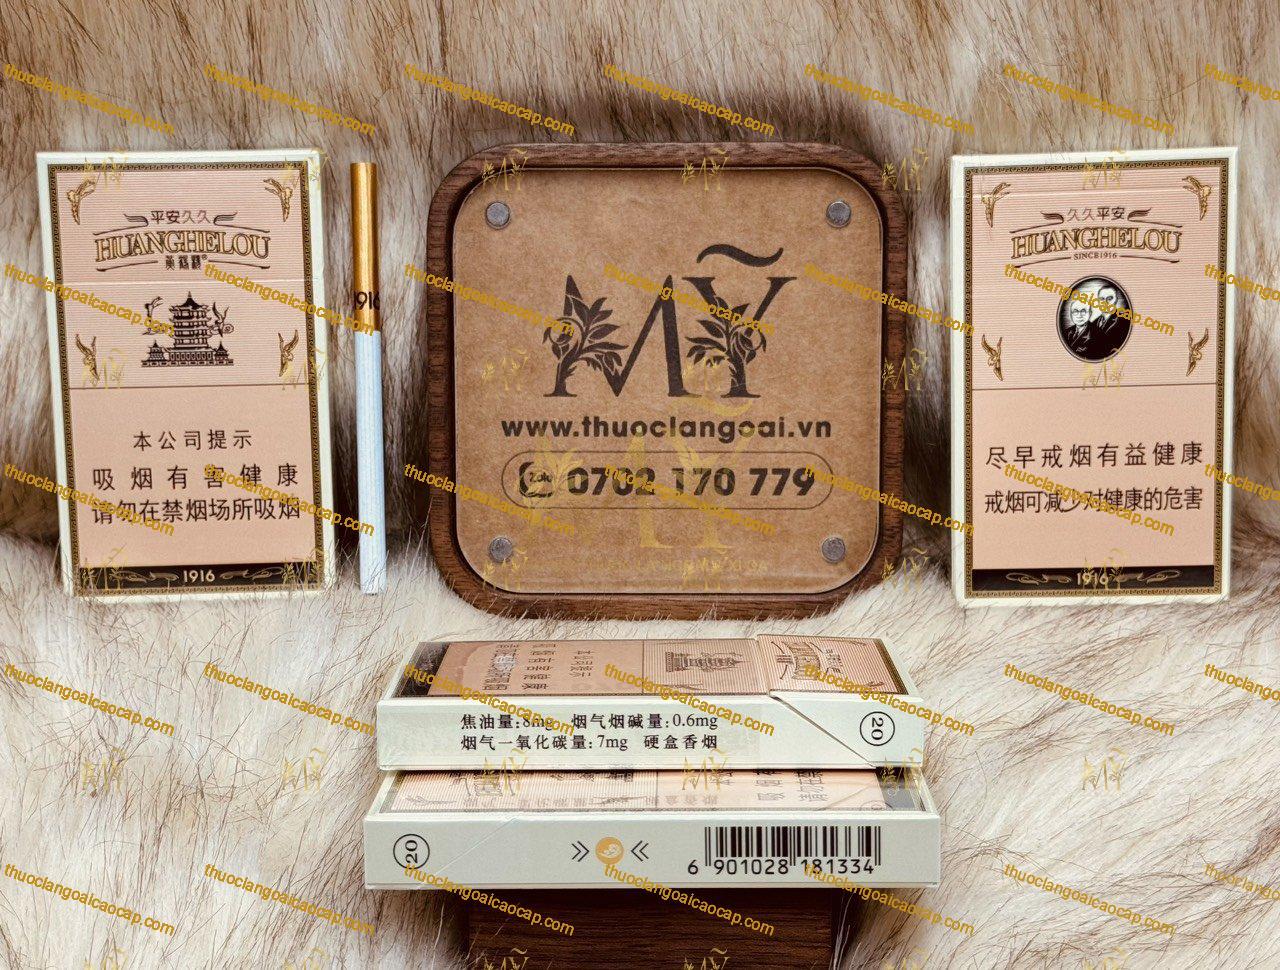 平安久久
HUANGHELOU
黄鹤楼®
本公司提示
吸烟有害健康
请勿在禁烟场所吸烟
1916
1916
MỸ
www.thuoclangoai.vn
Zalo 0702 170 779
久久平安
HUANGHELOU
SINCE1916
尽早戒烟有益健康
戒烟可减少对健康的危害
1916
焦油量:8mg 烟气烟碱量:0.6mg
烟气一氧化碳量:7mg 硬盒香烟
20
20
6 901028 181334
thuoclangoaicaocap.com